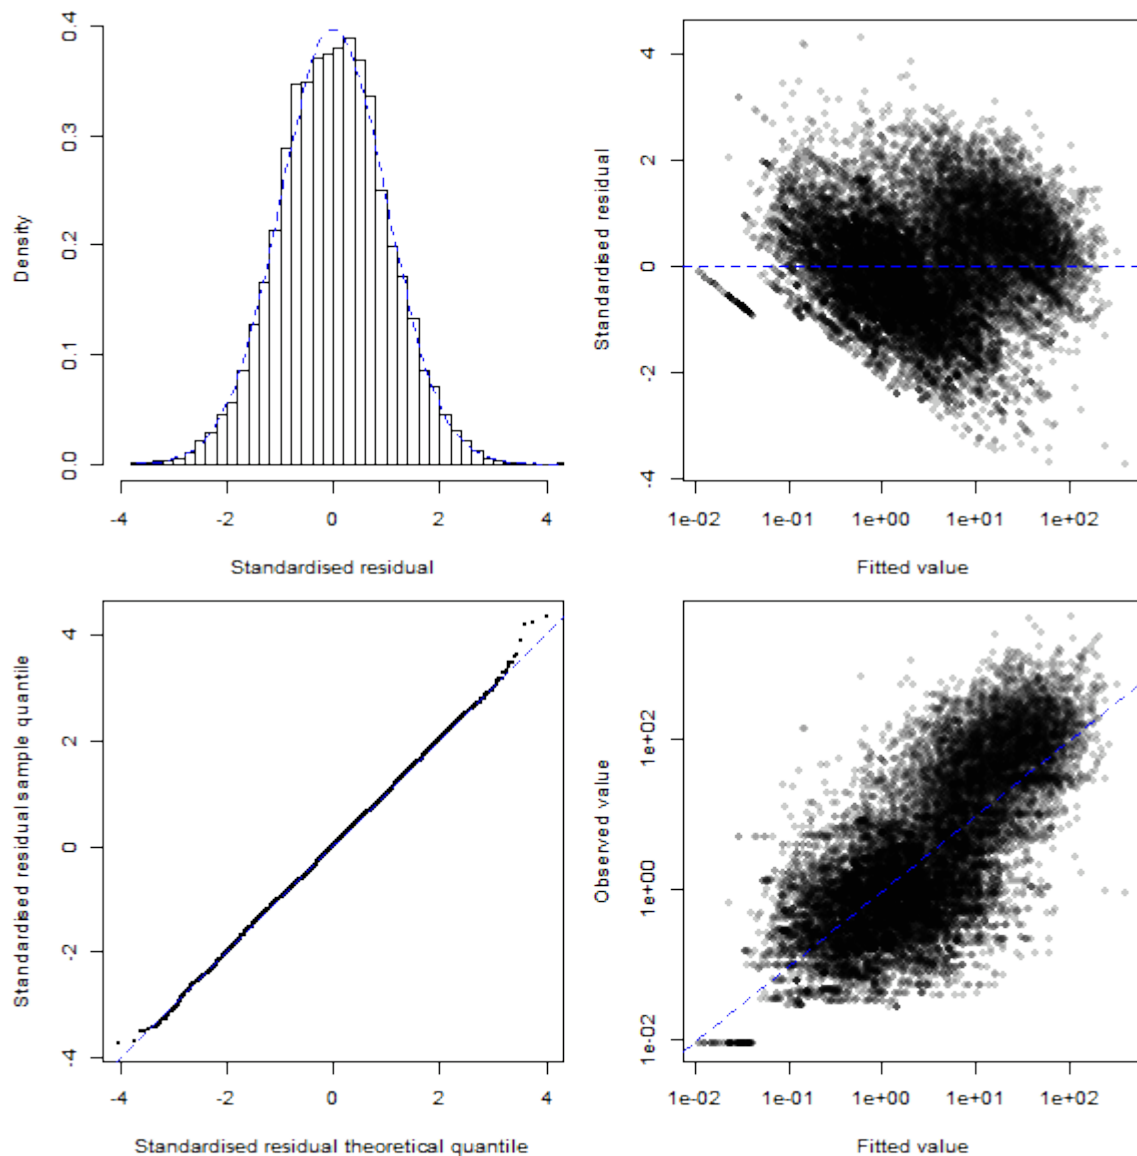 Density
0.0 0.1 0.2 0.3 0.4
-4 -2 0 2 4
Standardised residual
Standardised residual
-4 -2 0 2 4
1e-02 1e-01 1e+00 1e+01 1e+02
Fitted value
Standardised residual sample quantile
-4 -2 0 2 4
-4 -2 0 2 4
Standardised residual theoretical quantile
Observed value
1e-02 1e+00 1e+02
1e-02 1e-01 1e+00 1e+01 1e+02
Fitted value